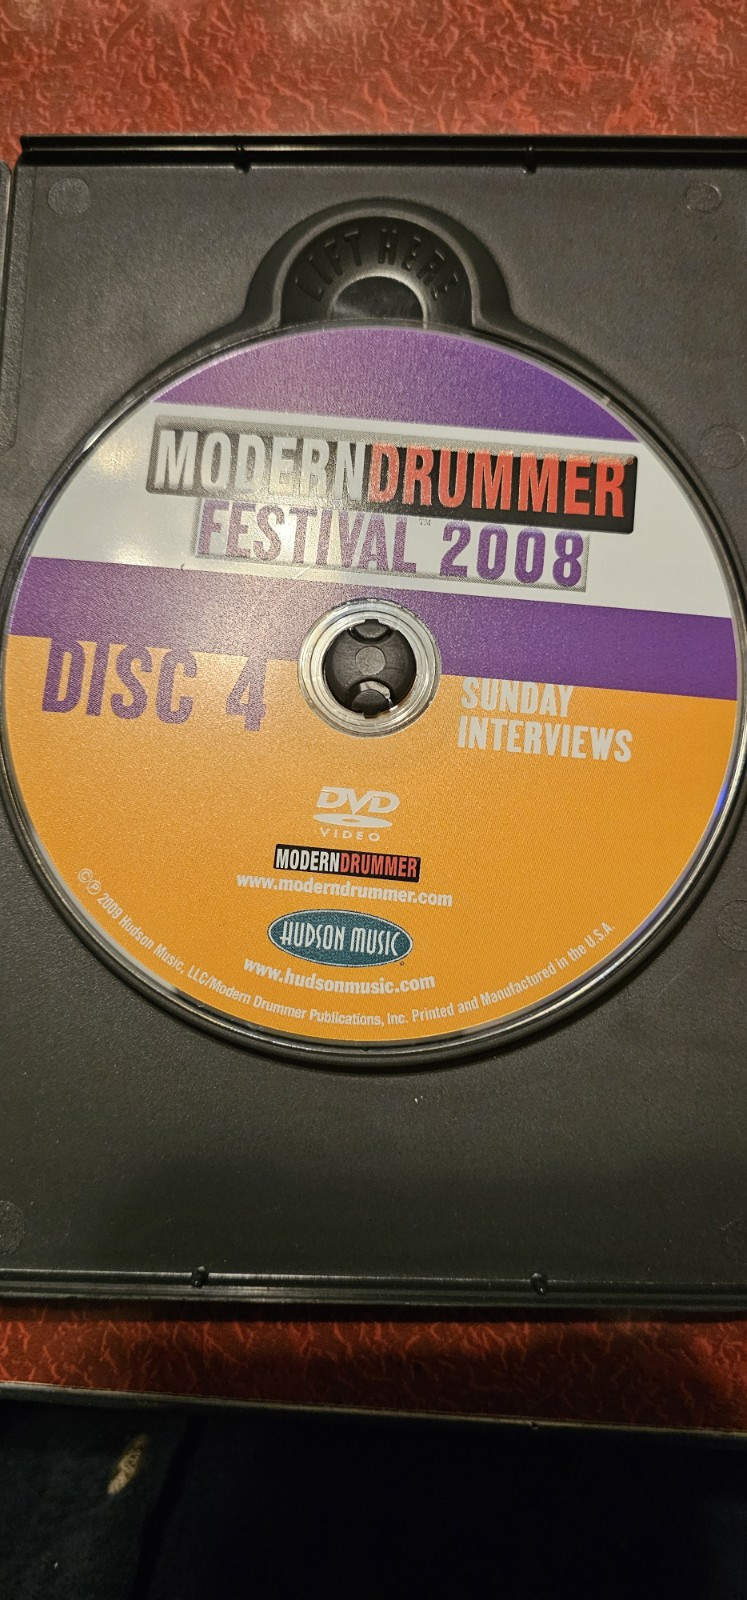 LIFT HERE
MODERNDRUMMER®
FESTIVAL™ 2008
DISC 4
SUNDAY
INTERVIEWS
DVD
VIDEO
MODERNDRUMMER
www.moderndrummer.com
HUDSON MUSIC®
www.hudsonmusic.com
©℗ 2009 Hudson Music, LLC/Modern Drummer Publications, Inc. Printed and Manufactured in the U.S.A.